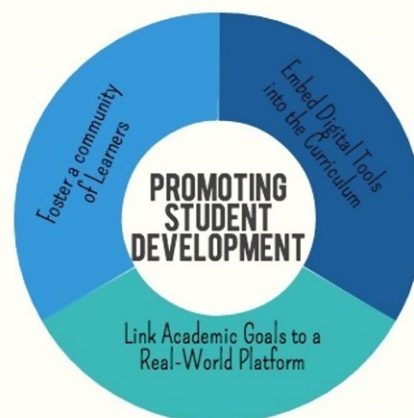 Foster a community
of Learners
Embed Digital Tools
into the Curriculum
PROMOTING
STUDENT
DEVELOPMENT
Link Academic Goals to a
Real-World Platform